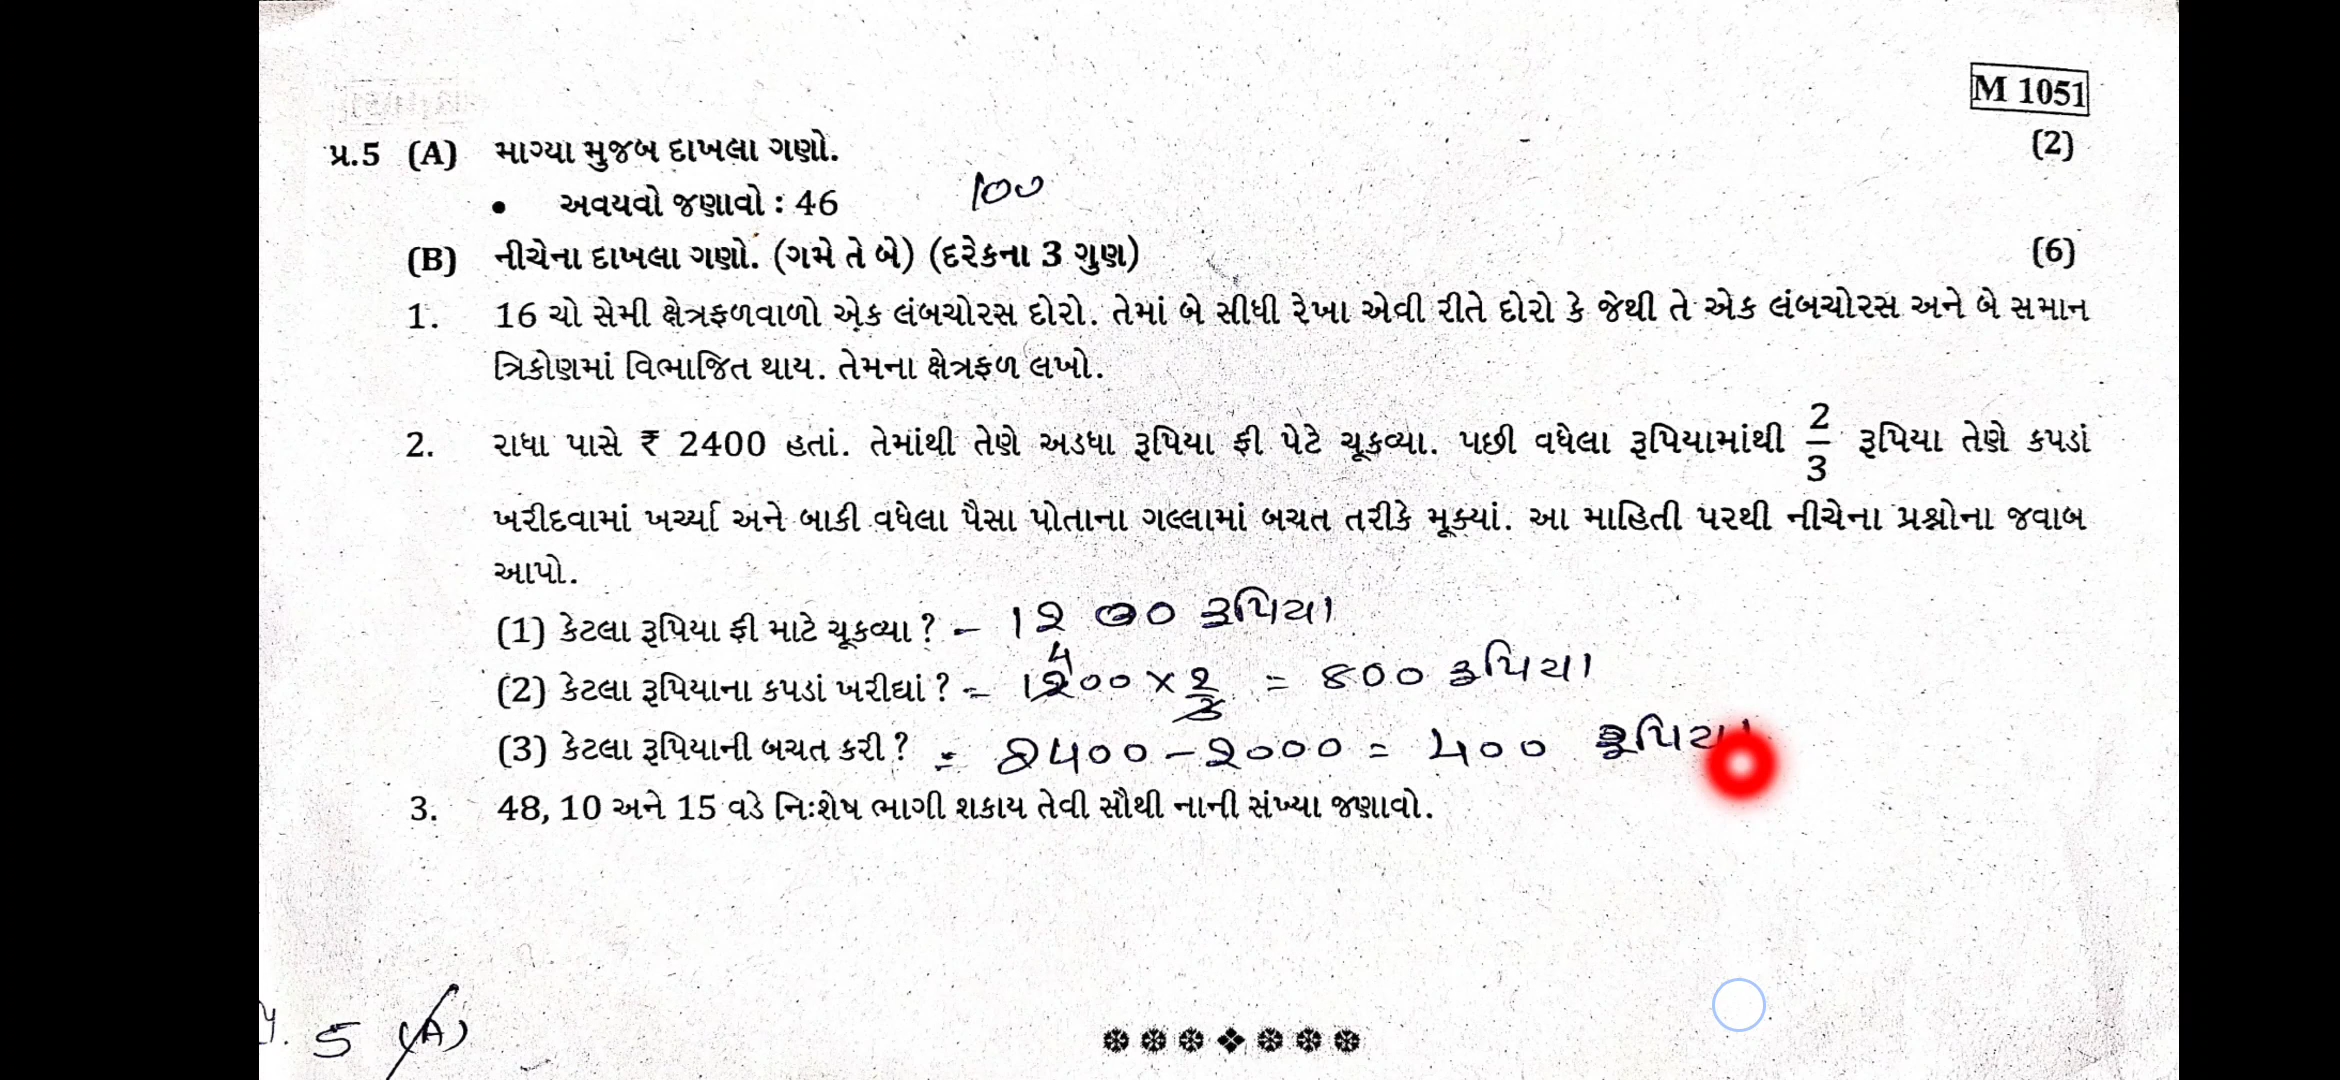 M 1051
પ્ર.5 (A) માગ્યા મુજબ દાખલા ગણો. (2)
• અવયવો જણાવો : 46 100
(B) નીચેના દાખલા ગણો. (ગમે તે બે) (દરેકના 3 ગુણ) (6)
1. 16 ચો સેમી ક્ષેત્રફળવાળો એક લંબચોરસ દોરો. તેમાં બે સીધી રેખા એવી રીતે દોરો કે જેથી તે એક લંબચોરસ અને બે સમાન
ત્રિકોણમાં વિભાજિત થાય. તેમના ક્ષેત્રફળ લખો.
2. રાધા પાસે ₹ 2400 હતાં. તેમાંથી તેણે અડધા રૂપિયા ફી પેટે ચૂકવ્યા. પછી વધેલા રૂપિયામાંથી 2/3 રૂપિયા તેણે કપડાં
ખરીદવામાં ખર્ચ્યા અને બાકી વધેલા પૈસા પોતાના ગલ્લામાં બચત તરીકે મૂક્યાં. આ માહિતી પરથી નીચેના પ્રશ્નોના જવાબ
આપો.
(1) કેટલા રૂપિયા ફી માટે ચૂકવ્યા ? – 1200 રૂપિયા
(2) કેટલા રૂપિયાના કપડાં ખરીદ્યાં ? = 1200 4 × 2/3 = 800 રૂપિયા
(3) કેટલા રૂપિયાની બચત કરી ? = 2400 – 2000 = 400 રૂપિયા
3. 48, 10 અને 15 વડે નિઃશેષ ભાગી શકાય તેવી સૌથી નાની સંખ્યા જણાવો.
5 (A)